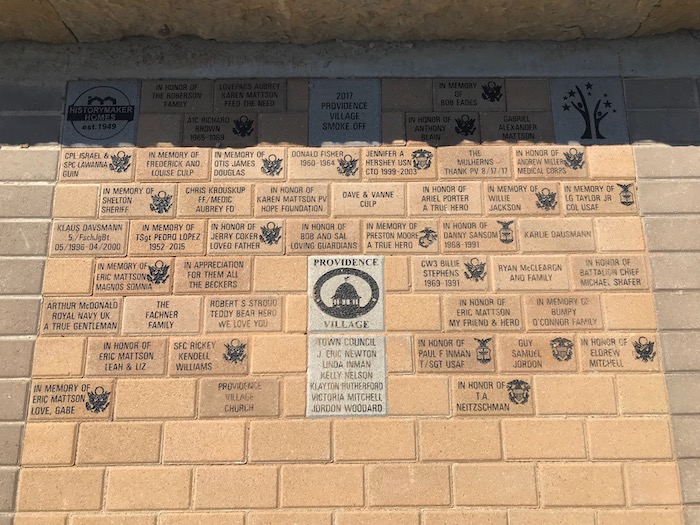 HISTORYMAKER
HOMES
est.1949
IN HONOR OF
THE ROBERSON
FAMILY
LOVEPACS AUBREY
KAREN MATTSON
FEED THE NEED
2017
PROVIDENCE
VILLAGE
SMOKE-OFF
IN MEMORY
OF
BOB EADES
A1C RICHARD
BROWN
1965-1969
IN HONOR OF
ANTHONY
BLAIN
GABRIEL
ALEXANDER
MATTSON
CPL ISRAEL &
SPC LAWANNA
GUIN
IN MEMORY OF
FREDERICK AND
LOUISE CULP
IN MEMORY OF
OTIS JAMES
DOUGLAS
DONALD FISHER
1960-1964
JENNIFER A
HERSHEY USN
CTO 1999-2003
THE
MULHERNS
THANK PV 8/17/17
IN HONOR OF
ANDREW MILLER
MEDICAL CORPS
IN MEMORY OF
SHELTON
SHERIFF
CHRIS KROUSKUP
FF/MEDIC
AUBREY FD
IN HONOR OF
KAREN MATTSON PV
HOPE FOUNDATION
DAVE & VANNE
CULP
IN HONOR OF
ARIEL PORTER
A TRUE HERO
IN MEMORY OF
WILLIE
JACKSON
IN MEMORY OF
LG TAYLOR JR
COL USAF
KLAUS DAVSMANN
5./FschJgBt
05/1996-04/2000
IN MEMORY OF
TSgt PEDRO LOPEZ
1952 2015
IN HONOR OF
JERRY COKER
LOVED FATHER
IN HONOR OF
BOB AND SAL
LOVING GUARDIANS
IN MEMORY OF
PRESTON MOORE
A TRUE HERO
IN HONOR OF
DANNY SANSOM
1968-1991
KARLIE DAUSMANN
IN MEMORY OF
ERIC MATTSON
MAGNOS SOMNIA
IN APPRECIATION
FOR THEM ALL
THE BECKERS
PROVIDENCE
VILLAGE
CW3 BILLIE
STEPHENS
1969-1991
RYAN McCLEARGN
AND FAMILY
IN HONOR OF
BATTALION CHIEF
MICHAEL SHAFER
ARTHUR McDONALD
ROYAL NAVY UK
A TRUE GENTLEMAN
THE
FACHNER
FAMILY
ROBERT S STROUD
TEDDY BEAR HERO
WE LOVE YOU
IN HONOR OF
ERIC MATTSON
MY FRIEND & HERO
IN MEMORY OF
BUMPY
O'CONNOR FAMILY
IN HONOR OF
ERIC MATTSON
LEAH & LIZ
SFC RICKEY
KENDELL
WILLIAMS
TOWN COUNCIL
J. ERIC NEWTON
LINDA INMAN
KELLY NELSON
KLAYTON RUTHERFORD
VICTORIA MITCHELL
JORDON WOODARD
IN HONOR OF
PAUL F INMAN
T/SGT USAF
GUY
SAMUEL
JORDON
IN HONOR OF
ELDREW
MITCHELL
IN MEMORY OF
ERIC MATTSON
LOVE, GABE
PROVIDENCE
VILLAGE
CHURCH
IN HONOR OF
T.A.
NEITZSCHMAN